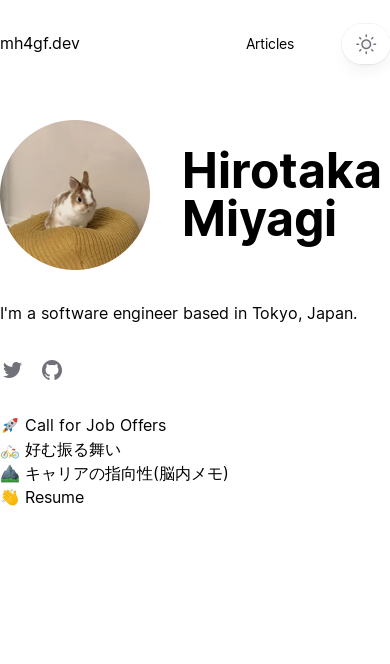 mh4gf.dev
Articles
Hirotaka
Miyagi
I'm a software engineer based in Tokyo, Japan.
🚀 Call for Job Offers
🚲 好む振る舞い
⛰️ キャリアの指向性(脳内メモ)
👏 Resume